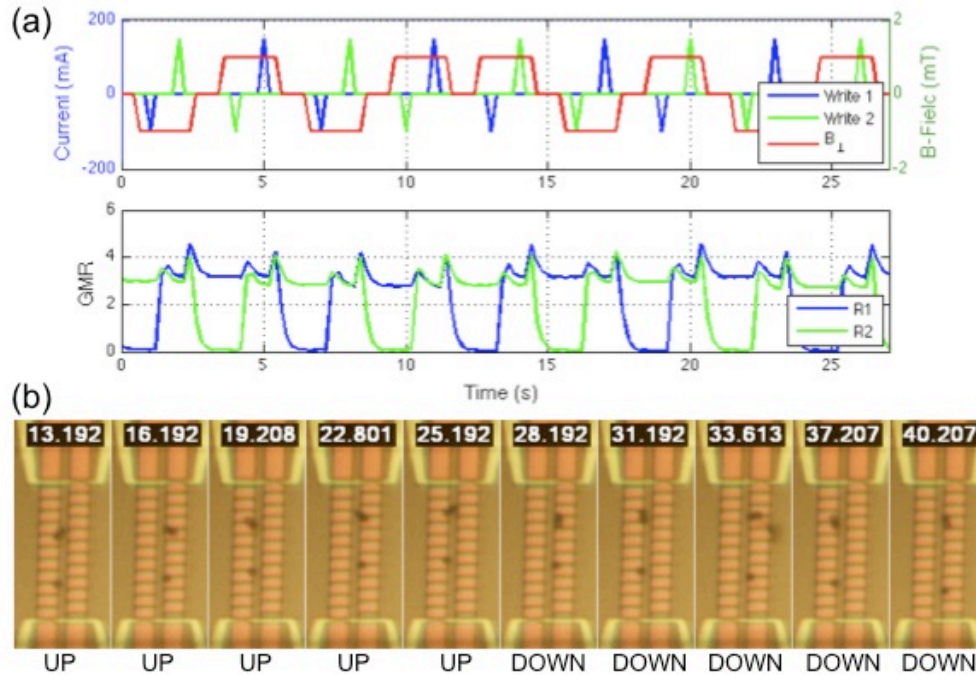 (a)
200
100
0
-200
Current (mA)
2
1
0
-1
-2
B-Field (mT)
Write 1
Write 2
B⊥
0 5 10 15 20 25
6
4
2
0
GMR
R1
R2
0 5 10 15 20 25
Time (s)
(b)
13.192 16.192 19.208 22.801 25.192 28.192 31.192 33.613 37.207 40.207
UP UP UP UP UP DOWN DOWN DOWN DOWN DOWN